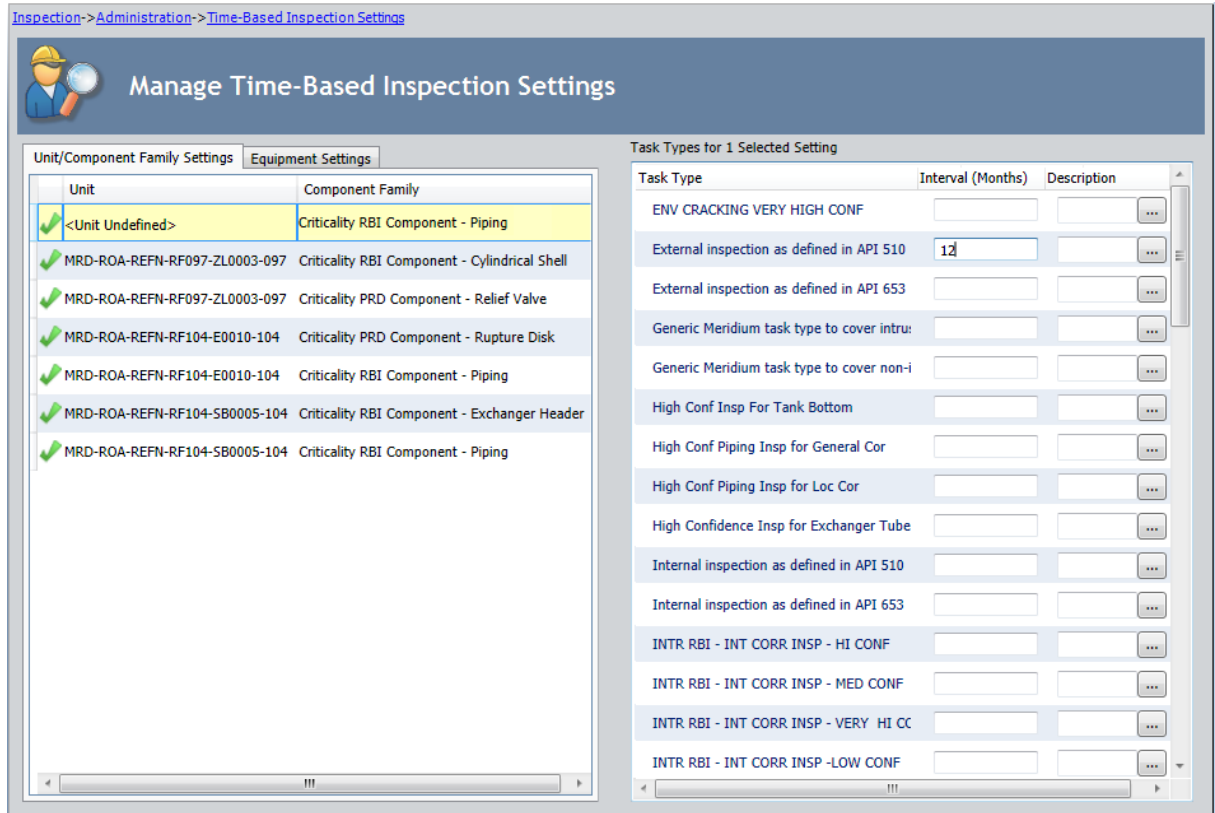 Inspection->Administration->Time-Based Inspection Settings
Manage Time-Based Inspection Settings
Unit/Component Family Settings Equipment Settings
Unit Component Family
<Unit Undefined> Criticality RBI Component - Piping
MRD-ROA-REFN-RF097-ZL0003-097 Criticality RBI Component - Cylindrical Shell
MRD-ROA-REFN-RF097-ZL0003-097 Criticality PRD Component - Relief Valve
MRD-ROA-REFN-RF104-E0010-104 Criticality PRD Component - Rupture Disk
MRD-ROA-REFN-RF104-E0010-104 Criticality RBI Component - Piping
MRD-ROA-REFN-RF104-SB0005-104 Criticality RBI Component - Exchanger Header
MRD-ROA-REFN-RF104-SB0005-104 Criticality RBI Component - Piping
Task Types for 1 Selected Setting
Task Type Interval (Months) Description
ENV CRACKING VERY HIGH CONF ...
External inspection as defined in API 510 12 ...
External inspection as defined in API 653 ...
Generic Meridium task type to cover intru: ...
Generic Meridium task type to cover non-i ...
High Conf Insp For Tank Bottom ...
High Conf Piping Insp for General Cor ...
High Conf Piping Insp for Loc Cor ...
High Confidence Insp for Exchanger Tube ...
Internal inspection as defined in API 510 ...
Internal inspection as defined in API 653 ...
INTR RBI - INT CORR INSP - HI CONF ...
INTR RBI - INT CORR INSP - MED CONF ...
INTR RBI - INT CORR INSP - VERY  HI CC ...
INTR RBI - INT CORR INSP -LOW CONF ...